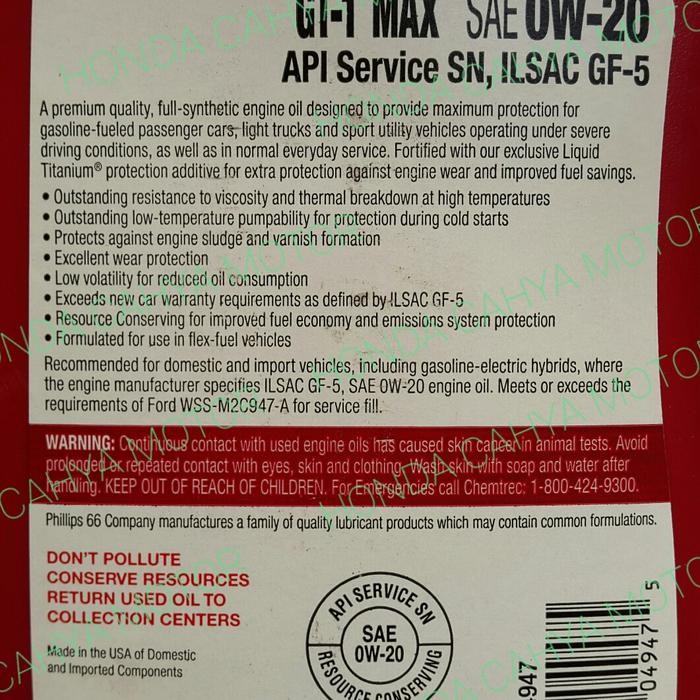 GT-1 MAX SAE 0W-20
API Service SN, ILSAC GF-5
A premium quality, full-synthetic engine oil designed to provide maximum protection for
gasoline-fueled passenger cars, light trucks and sport utility vehicles operating under severe
driving conditions, as well as in normal everyday service. Fortified with our exclusive Liquid
Titanium® protection additive for extra protection against engine wear and improved fuel savings.
• Outstanding resistance to viscosity and thermal breakdown at high temperatures
• Outstanding low-temperature pumpability for protection during cold starts
• Protects against engine sludge and varnish formation
• Excellent wear protection
• Low volatility for reduced oil consumption
• Exceeds new car warranty requirements as defined by ILSAC GF-5
• Resource Conserving for improved fuel economy and emissions system protection
• Formulated for use in flex-fuel vehicles
Recommended for domestic and import vehicles, including gasoline-electric hybrids, where
the engine manufacturer specifies ILSAC GF-5, SAE 0W-20 engine oil. Meets or exceeds the
requirements of Ford WSS-M2C947-A for service fill.
WARNING: Continuous contact with used engine oils has caused skin cancer in animal tests. Avoid
prolonged or repeated contact with eyes, skin and clothing. Wash skin with soap and water after
handling. KEEP OUT OF REACH OF CHILDREN. For Emergencies call Chemtrec: 1-800-424-9300.
Phillips 66 Company manufactures a family of quality lubricant products which may contain common formulations.
DON'T POLLUTE
CONSERVE RESOURCES
RETURN USED OIL TO
COLLECTION CENTERS
Made in the USA of Domestic
and Imported Components
API SERVICE SN
SAE
0W-20
RESOURCE CONSERVING
947
04947 5
HONDA CAHYA MOTOR